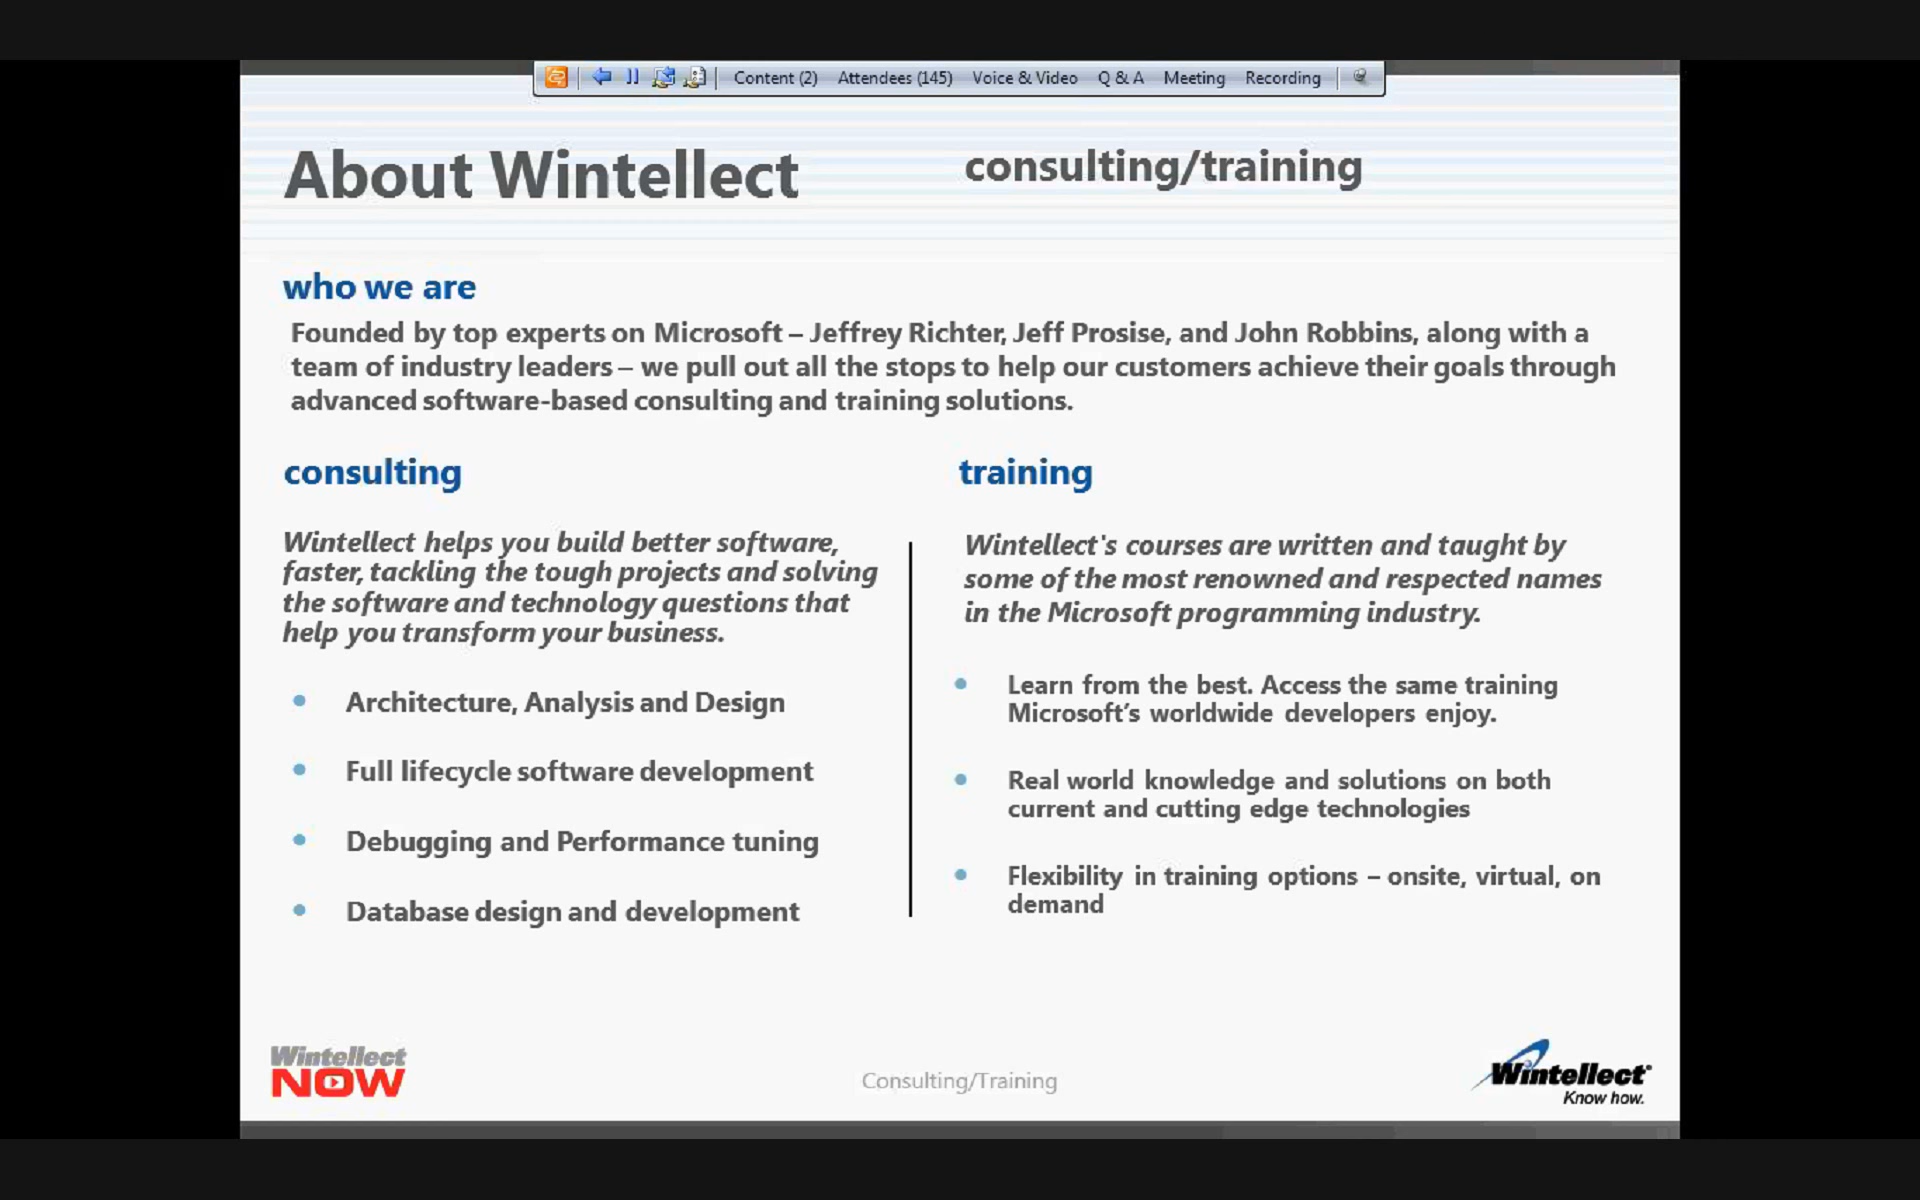 Content (2) Attendees (145) Voice & Video Q & A Meeting Recording
About Wintellect
consulting/training
who we are
Founded by top experts on Microsoft – Jeffrey Richter, Jeff Prosise, and John Robbins, along with a
team of industry leaders – we pull out all the stops to help our customers achieve their goals through
advanced software-based consulting and training solutions.
consulting
Wintellect helps you build better software,
faster, tackling the tough projects and solving
the software and technology questions that
help you transform your business.
• Architecture, Analysis and Design
• Full lifecycle software development
• Debugging and Performance tuning
• Database design and development
training
Wintellect's courses are written and taught by
some of the most renowned and respected names
in the Microsoft programming industry.
• Learn from the best. Access the same training
Microsoft’s worldwide developers enjoy.
• Real world knowledge and solutions on both
current and cutting edge technologies
• Flexibility in training options – onsite, virtual, on
demand
Wintellect
NOW
Consulting/Training
Wintellect
Know how.